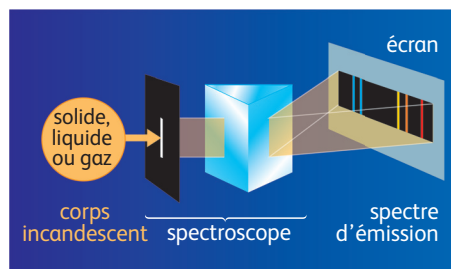 écran
solide,
liquide
ou gaz
corps
incandescent
spectroscope
spectre
d'émission